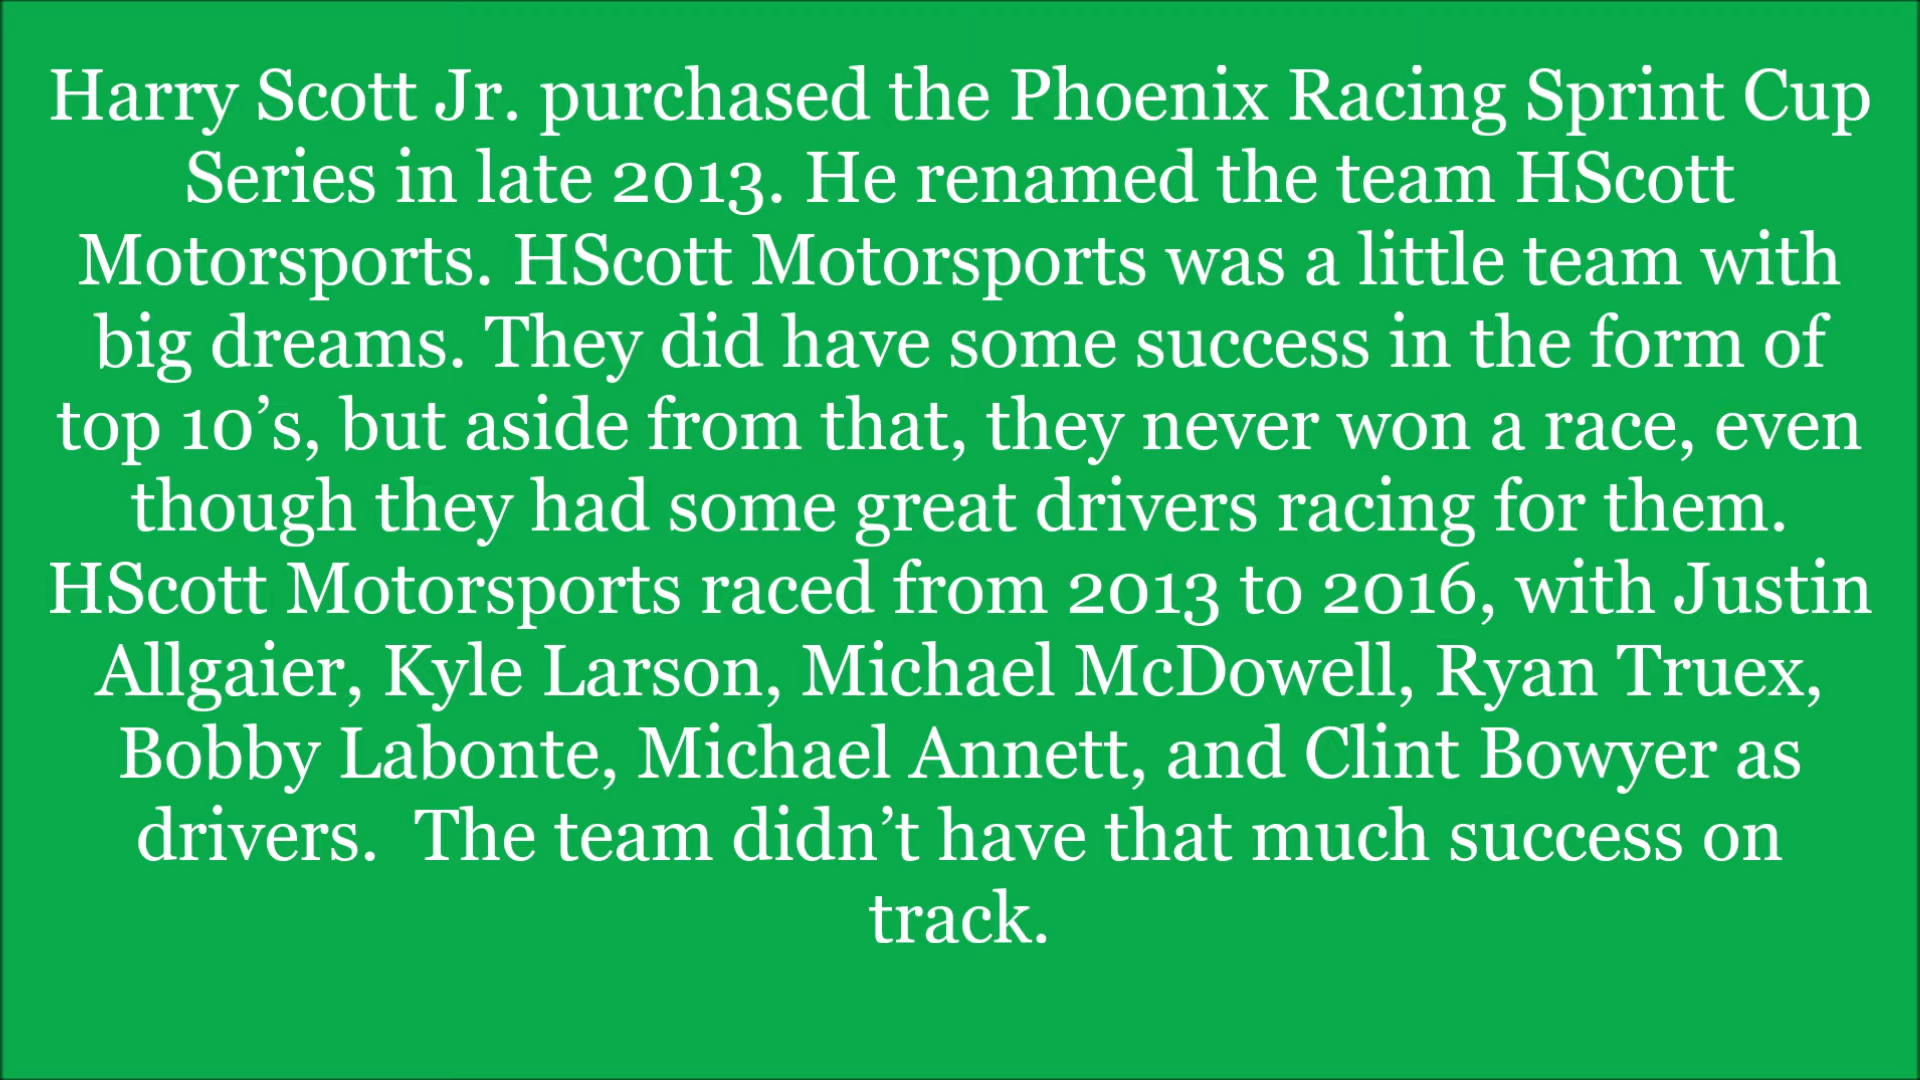 Harry Scott Jr. purchased the Phoenix Racing Sprint Cup
Series in late 2013. He renamed the team HScott
Motorsports. HScott Motorsports was a little team with
big dreams. They did have some success in the form of
top 10’s, but aside from that, they never won a race, even
though they had some great drivers racing for them.
HScott Motorsports raced from 2013 to 2016, with Justin
Allgaier, Kyle Larson, Michael McDowell, Ryan Truex,
Bobby Labonte, Michael Annett, and Clint Bowyer as
drivers.  The team didn’t have that much success on
track.